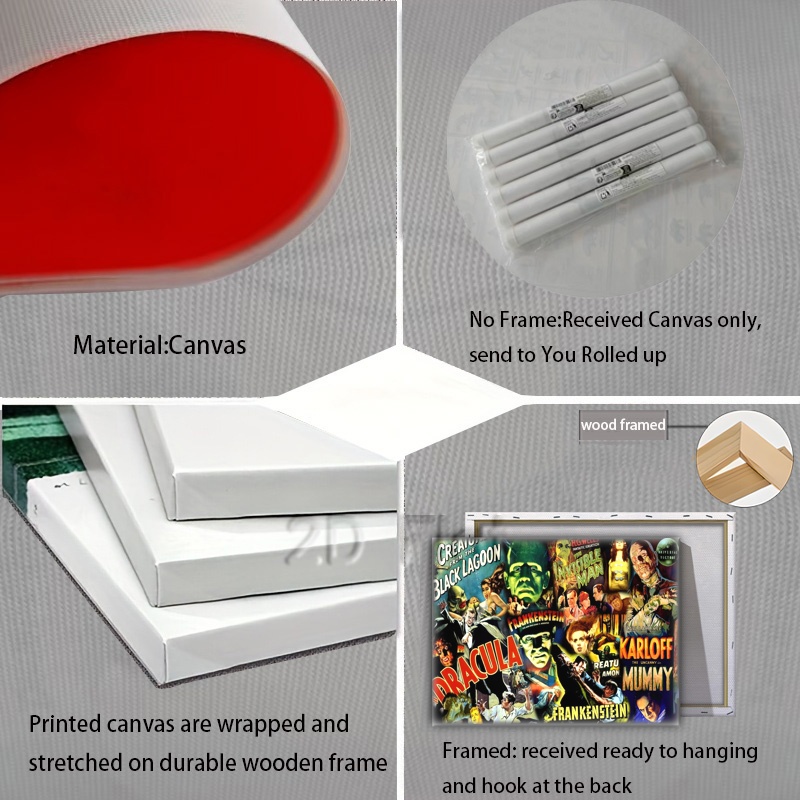 Material:Canvas
No Frame:Received Canvas only,
send to You Rolled up
Printed canvas are wrapped and
stretched on durable wooden frame
wood framed
BLACK LAGOON
INVISIBLE
MAN
FRANKENSTEIN
DRACULA
KARLOFF
MUMMY
FRANKENSTEIN
Framed: received ready to hanging
and hook at the back